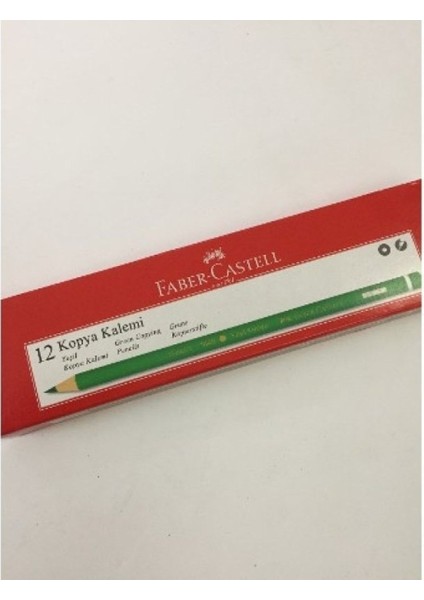 FABER-CASTELL
12 Kopya Kalemi
Yeşil Green Copying Grüne
Kopya Kalemi Pencils Kopierstifte